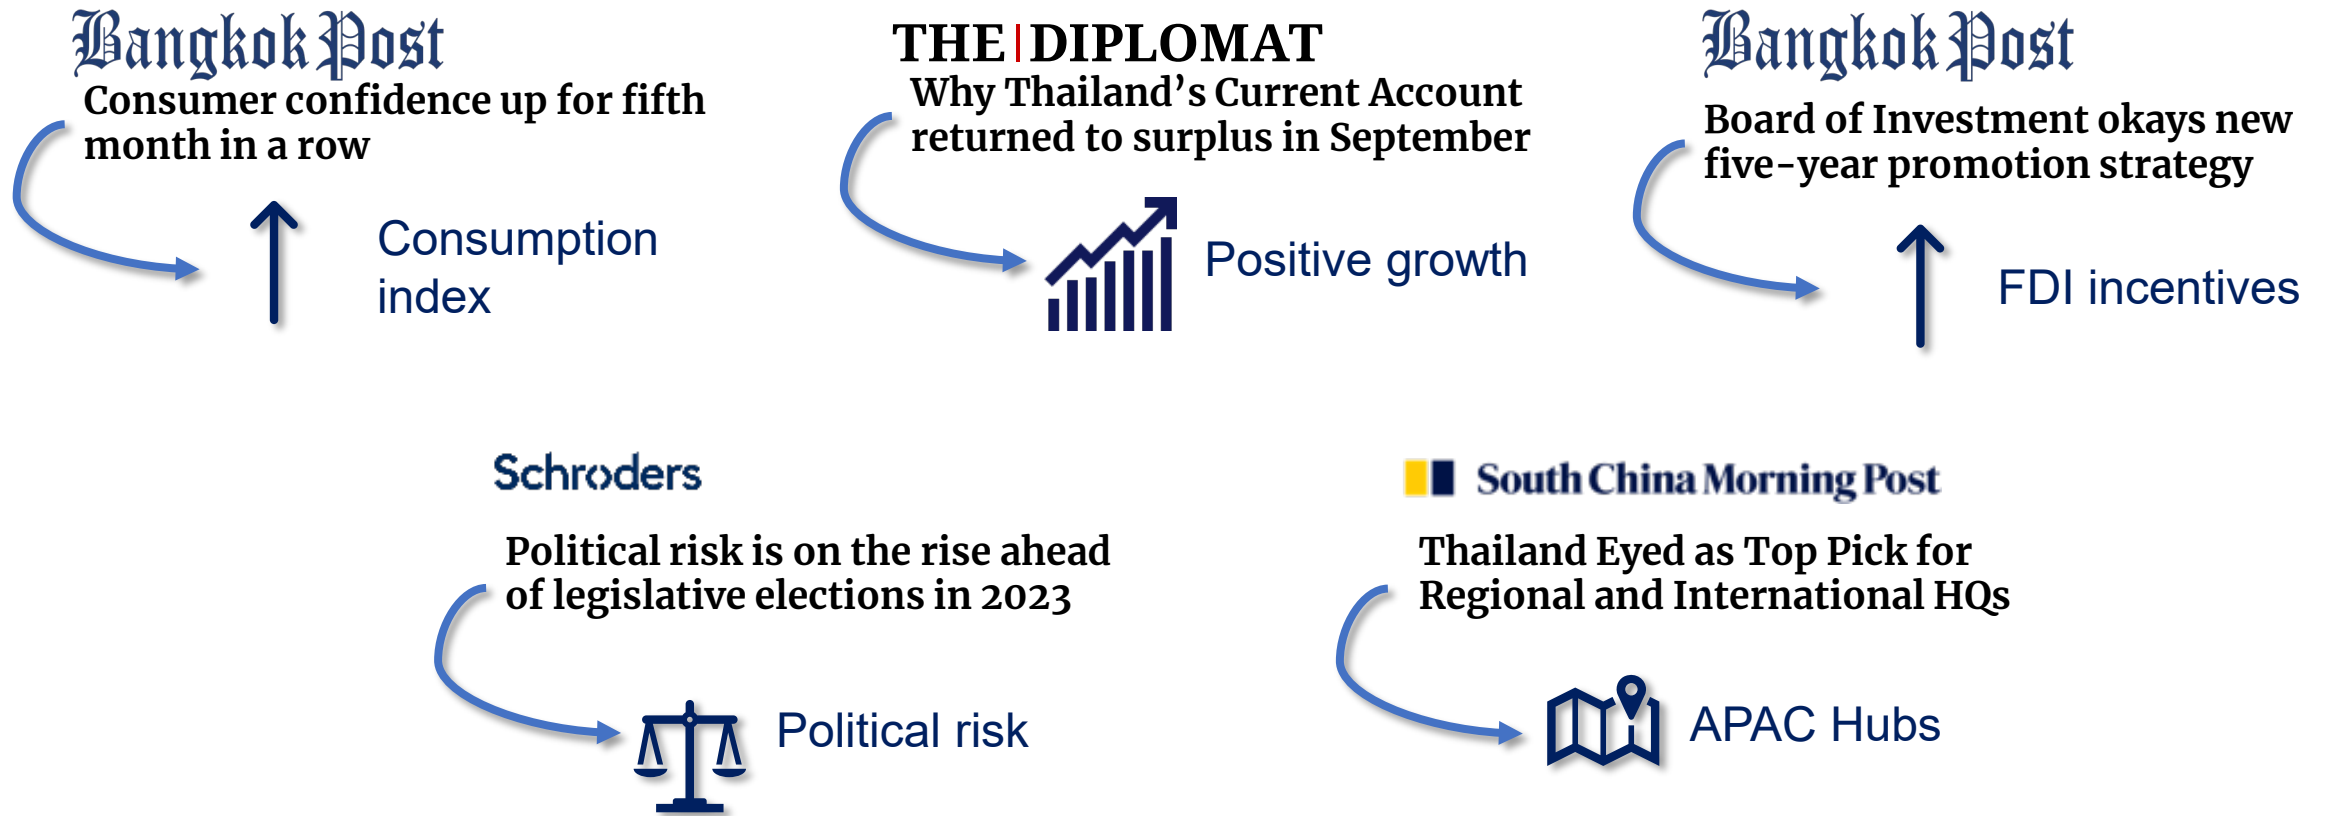 Bangkok Post
Consumer confidence up for fifth
month in a row
Consumption
index
THE|DIPLOMAT
Why Thailand’s Current Account
returned to surplus in September
Positive growth
Bangkok Post
Board of Investment okays new
five-year promotion strategy
FDI incentives
Schroders
Political risk is on the rise ahead
of legislative elections in 2023
Political risk
South China Morning Post
Thailand Eyed as Top Pick for
Regional and International HQs
APAC Hubs